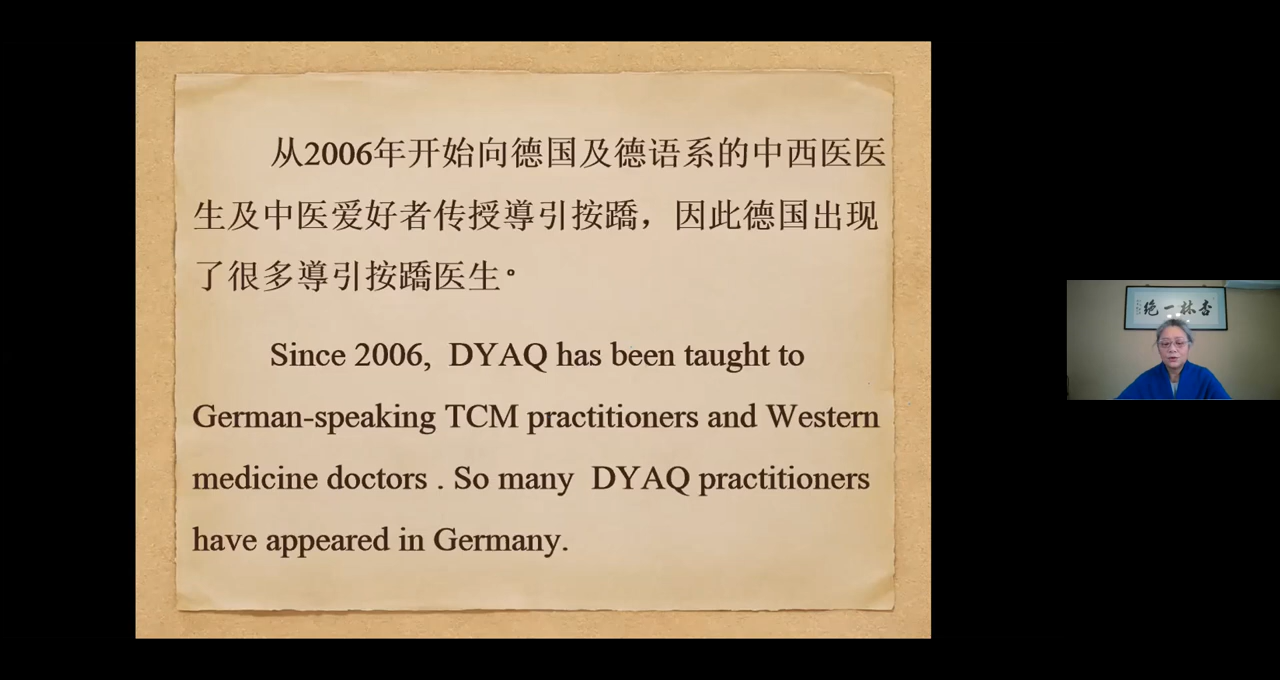 从2006年开始向德国及德语系的中西医医
生及中医爱好者传授導引按蹻，因此德国出现
了很多導引按蹻医生。
Since 2006, DYAQ has been taught to
German-speaking TCM practitioners and Western
medicine doctors . So many DYAQ practitioners
have appeared in Germany.
绝一林杏